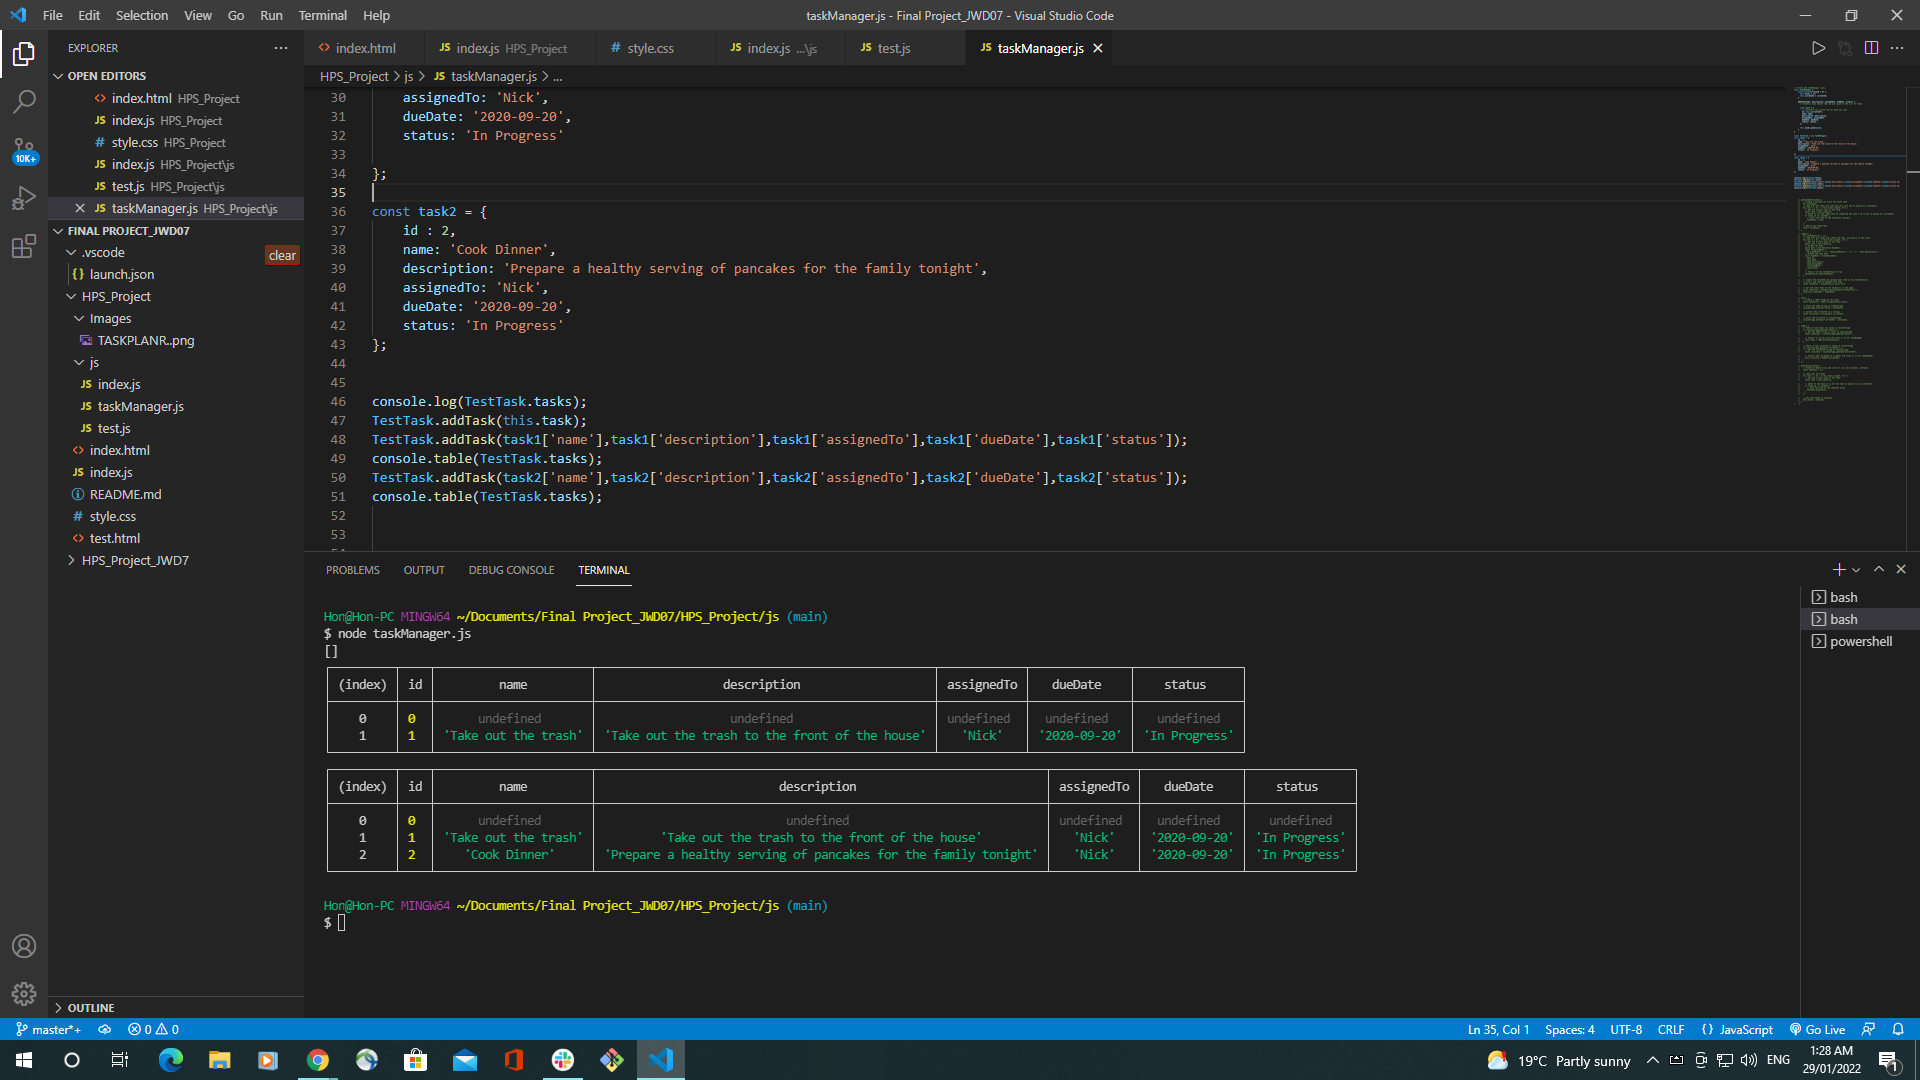 File Edit Selection View Go Run Terminal Help
taskManager.js - Final Project_JWD07 - Visual Studio Code
EXPLORER
OPEN EDITORS
index.html HPS_Project
index.js HPS_Project
style.css HPS_Project
index.js HPS_Project\js
test.js HPS_Project\js
taskManager.js HPS_Project\js
FINAL PROJECT_JWD07
.vscode
clear
launch.json
HPS_Project
Images
TASKPLANR..png
js
index.js
taskManager.js
test.js
index.html
index.js
README.md
style.css
test.html
HPS_Project_JWD7
OUTLINE
10K+
index.html
JS index.js HPS_Project
# style.css
JS index.js ...\js
JS test.js
JS taskManager.js
HPS_Project > js > JS taskManager.js > ...
30 assignedTo: 'Nick',
31 dueDate: '2020-09-20',
32 status: 'In Progress'
33
34 };
35
36 const task2 = {
37 id : 2,
38 name: 'Cook Dinner',
39 description: 'Prepare a healthy serving of pancakes for the family tonight',
40 assignedTo: 'Nick',
41 dueDate: '2020-09-20',
42 status: 'In Progress'
43 };
44
45
46 console.log(TestTask.tasks);
47 TestTask.addTask(this.task);
48 TestTask.addTask(task1['name'],task1['description'],task1['assignedTo'],task1['dueDate'],task1['status']);
49 console.table(TestTask.tasks);
50 TestTask.addTask(task2['name'],task2['description'],task2['assignedTo'],task2['dueDate'],task2['status']);
51 console.table(TestTask.tasks);
52
53
PROBLEMS OUTPUT DEBUG CONSOLE TERMINAL
bash
bash
powershell
Hon@Hon-PC MINGW64 ~/Documents/Final Project_JWD07/HPS_Project/js (main)
$ node taskManager.js
[]
(index) id name description assignedTo dueDate status
0 0 undefined undefined undefined undefined undefined
1 1 'Take out the trash' 'Take out the trash to the front of the house' 'Nick' '2020-09-20' 'In Progress'
(index) id name description assignedTo dueDate status
0 0 undefined undefined undefined undefined undefined
1 1 'Take out the trash' 'Take out the trash to the front of the house' 'Nick' '2020-09-20' 'In Progress'
2 2 'Cook Dinner' 'Prepare a healthy serving of pancakes for the family tonight' 'Nick' '2020-09-20' 'In Progress'
Hon@Hon-PC MINGW64 ~/Documents/Final Project_JWD07/HPS_Project/js (main)
$
master*+ 0 0
Ln 35, Col 1 Spaces: 4 UTF-8 CRLF {} JavaScript Go Live
19°C Partly sunny ENG
1:28 AM
29/01/2022
1